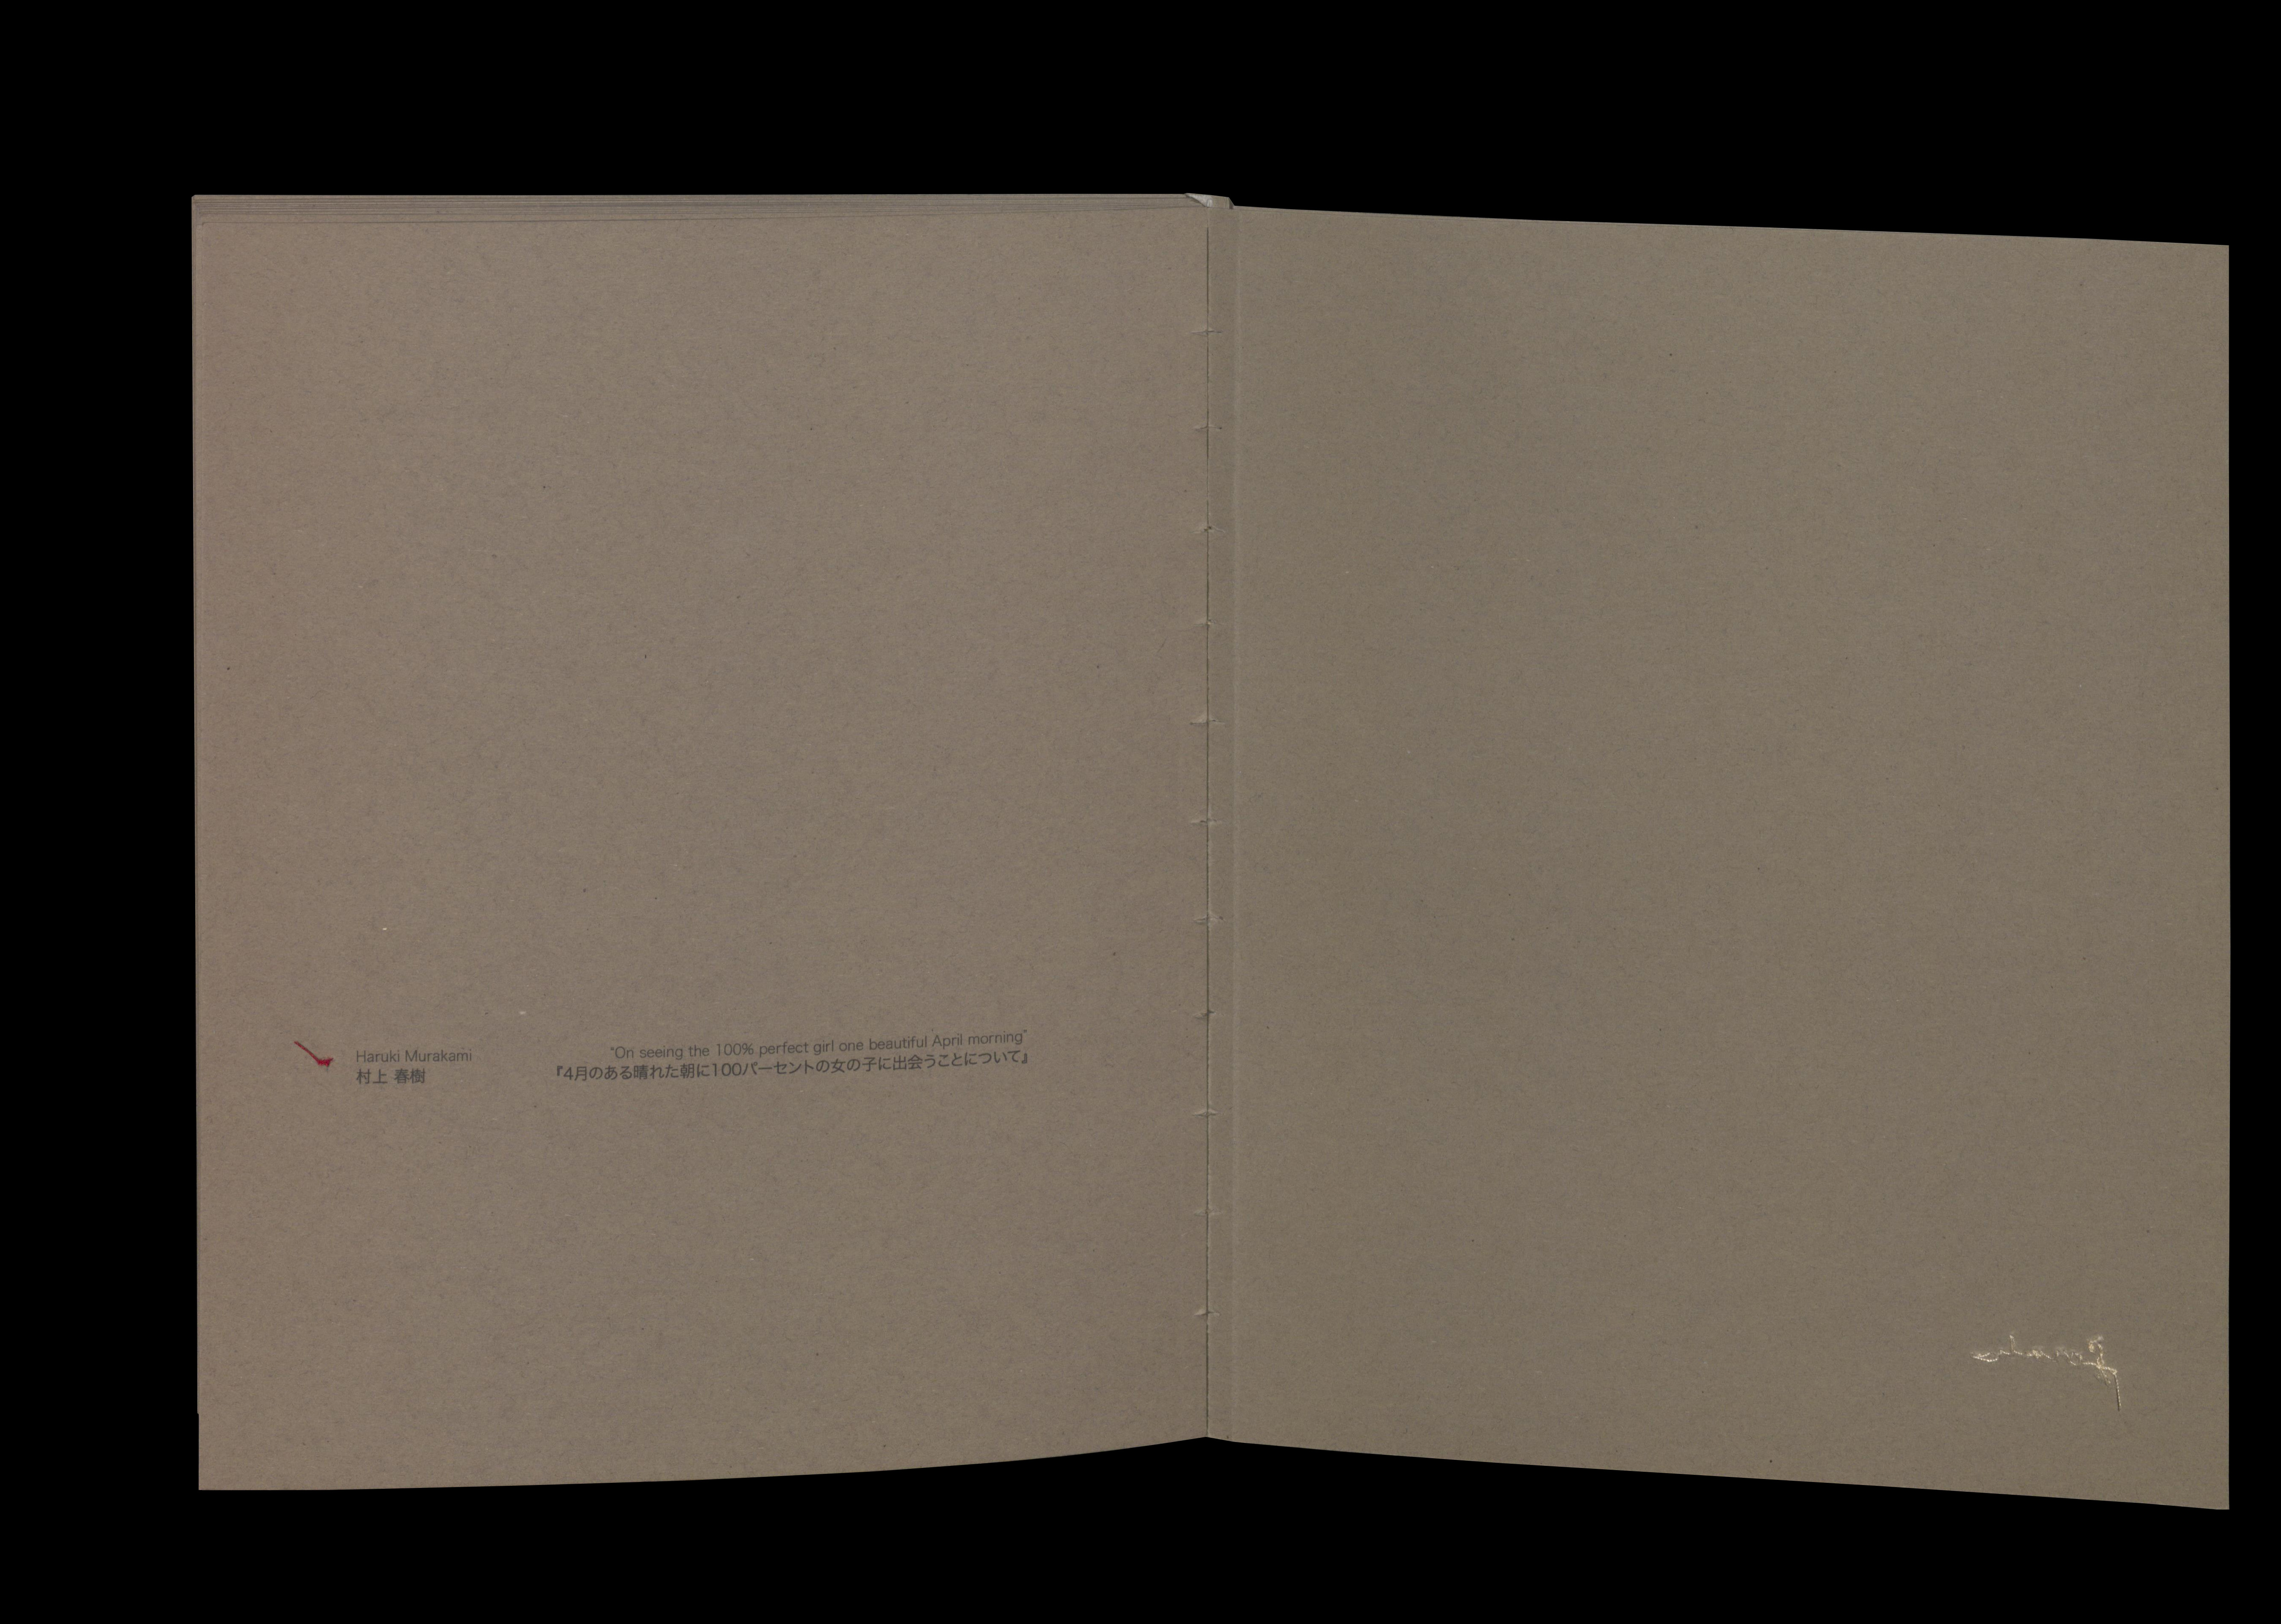 Haruki Murakami
村上 春樹
"On seeing the 100% perfect girl one beautiful April morning"
『4月のある晴れた朝に100パーセントの女の子に出会うことについて』